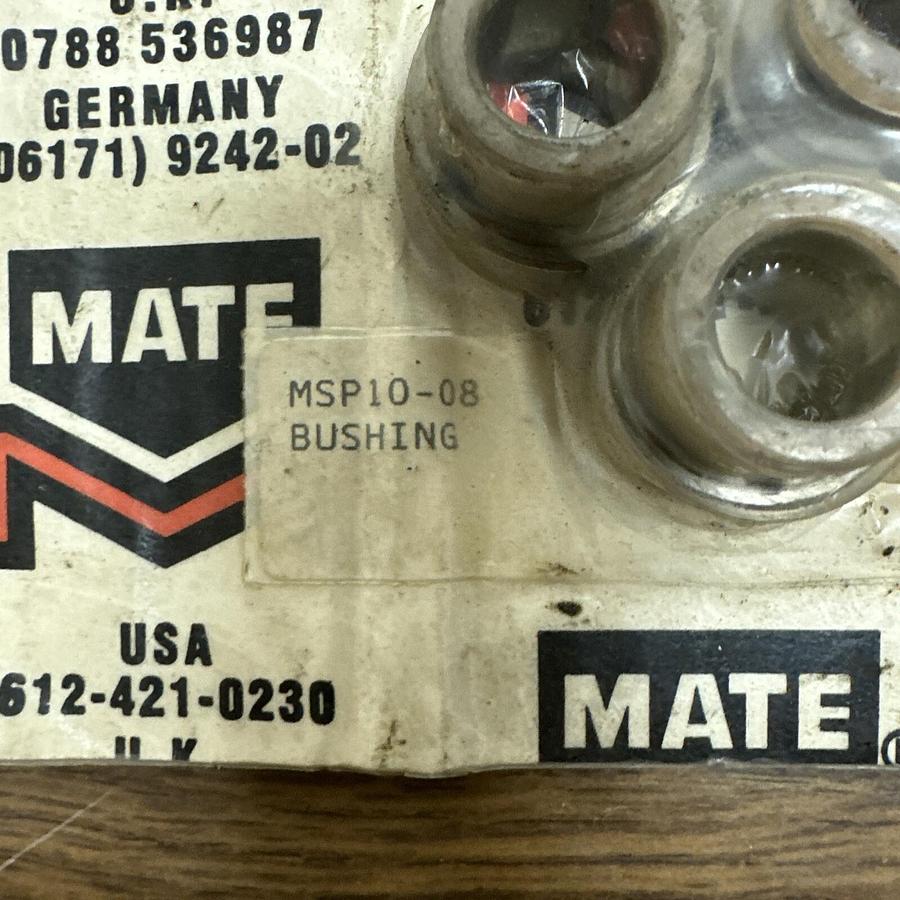 U.K.
0788 536987
GERMANY
06171) 9242-02
MATE
MSP10-08
BUSHING
USA
612-421-0230
U.K.
MATE